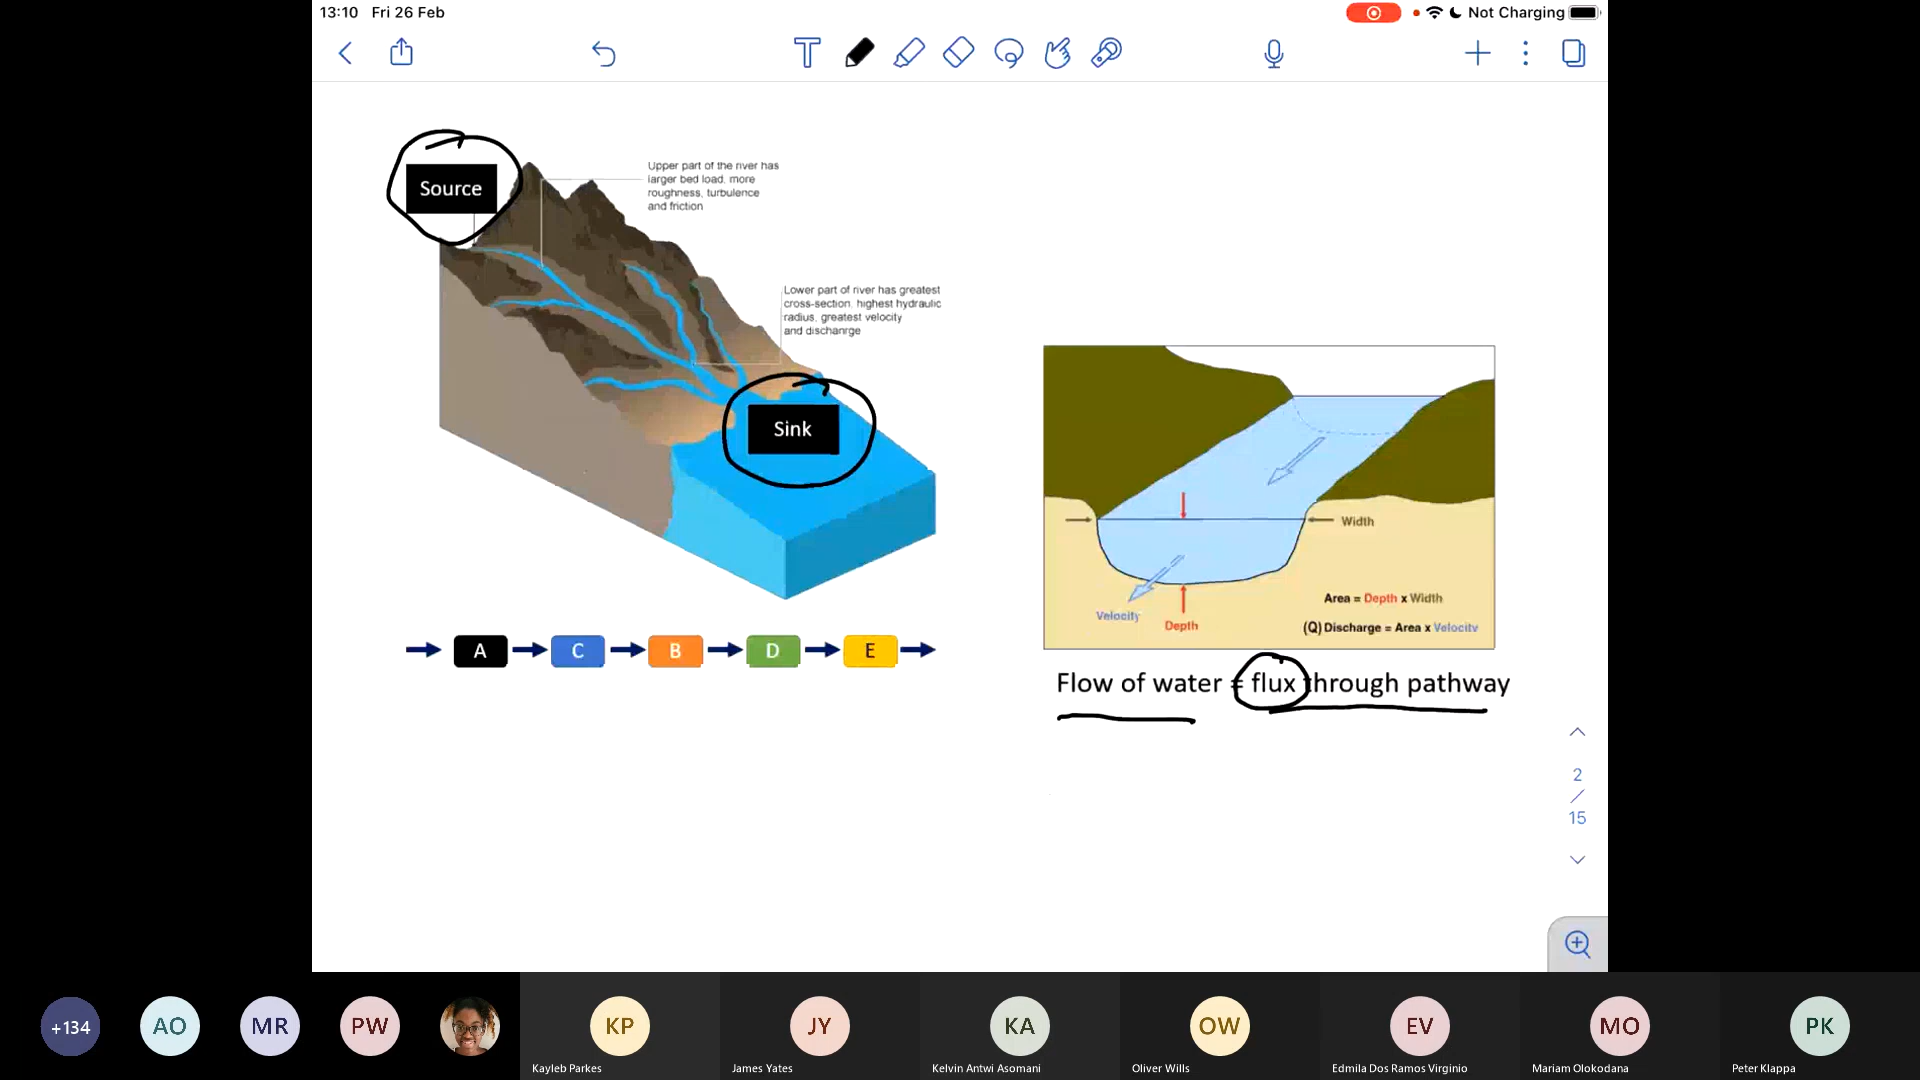 13:10 Fri 26 Feb
Not Charging
Source
Upper part of the river has
larger bed load, more
roughness, turbulence
and friction
Lower part of river has greatest
cross-section, highest hydraulic
radius, greatest velocity
and dischanrge
Sink
A C B D E
Width
Velocity
Depth
Area = Depth x Width
(Q) Discharge = Area x Velocity
Flow of water = flux through pathway
2
/
15
+134
AO
MR
PW
KP
JY
KA
OW
EV
MO
PK
Kayleb Parkes
James Yates
Kelvin Antwi Asomani
Oliver Wills
Edmila Dos Ramos Virginio
Mariam Olokodana
Peter Klappa